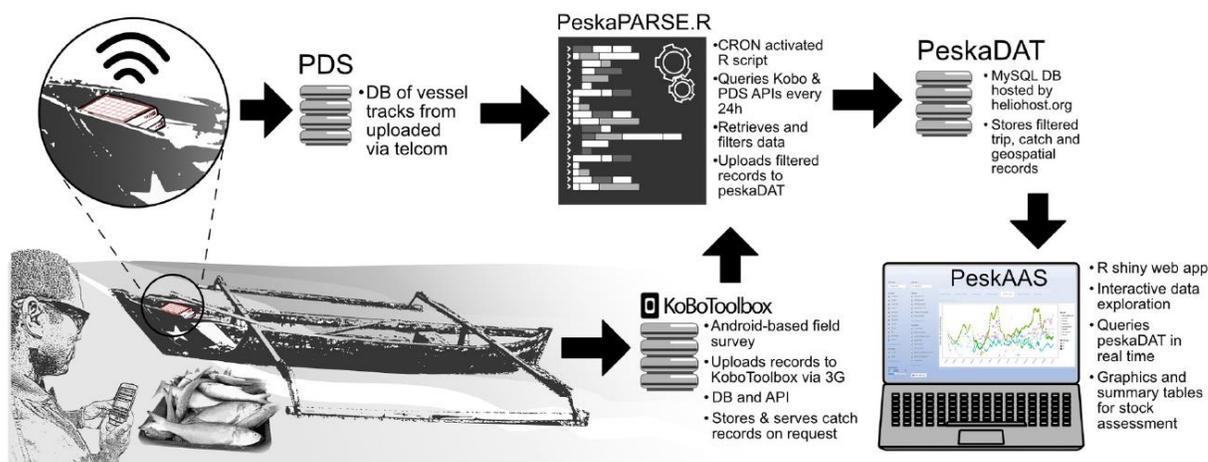 PDS
• DB of vessel
tracks from
uploaded
via telcom
PeskaPARSE.R
• CRON activated
R script
• Queries Kobo &
PDS APIs every
24h
• Retrieves and
filters data
• Uploads filtered
records to
peskaDAT
PeskaDAT
• MySQL DB
hosted by
heliohost.org
• Stores filtered
trip, catch and
geospatial
records
KoBoToolbox
• Android-based field
survey
• Uploads records to
KoboToolbox via 3G
• DB and API
• Stores & serves catch
records on request
PeskAAS
• R shiny web app
• Interactive data
exploration
• Queries
peskaDAT in
real time
• Graphics and
summary tables
for stock
assessment